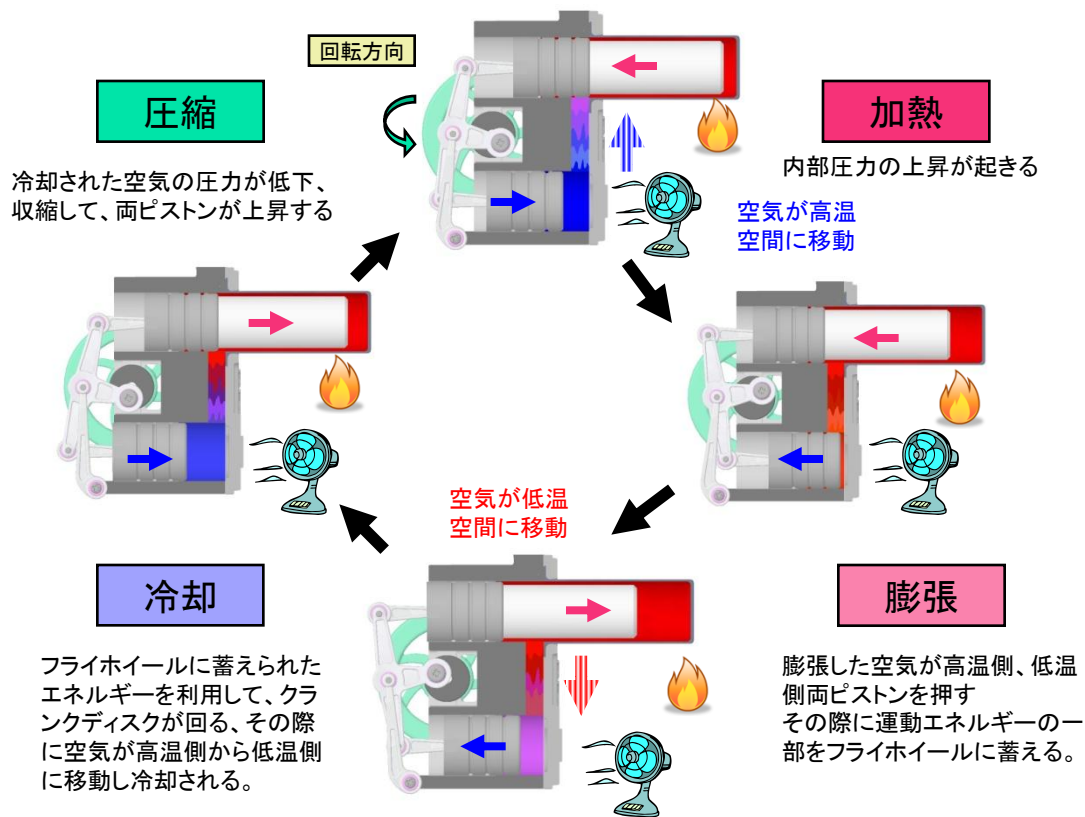 回転方向
圧縮
冷却された空気の圧力が低下、
収縮して、両ピストンが上昇する
加熱
内部圧力の上昇が起きる
空気が高温
空間に移動
空気が低温
空間に移動
冷却
フライホイールに蓄えられた
エネルギーを利用して、クラ
ンクディスクが回る、その際
に空気が高温側から低温側
に移動し冷却される。
膨張
膨張した空気が高温側、低温
側両ピストンを押す
その際に運動エネルギーの一
部をフライホイールに蓄える。